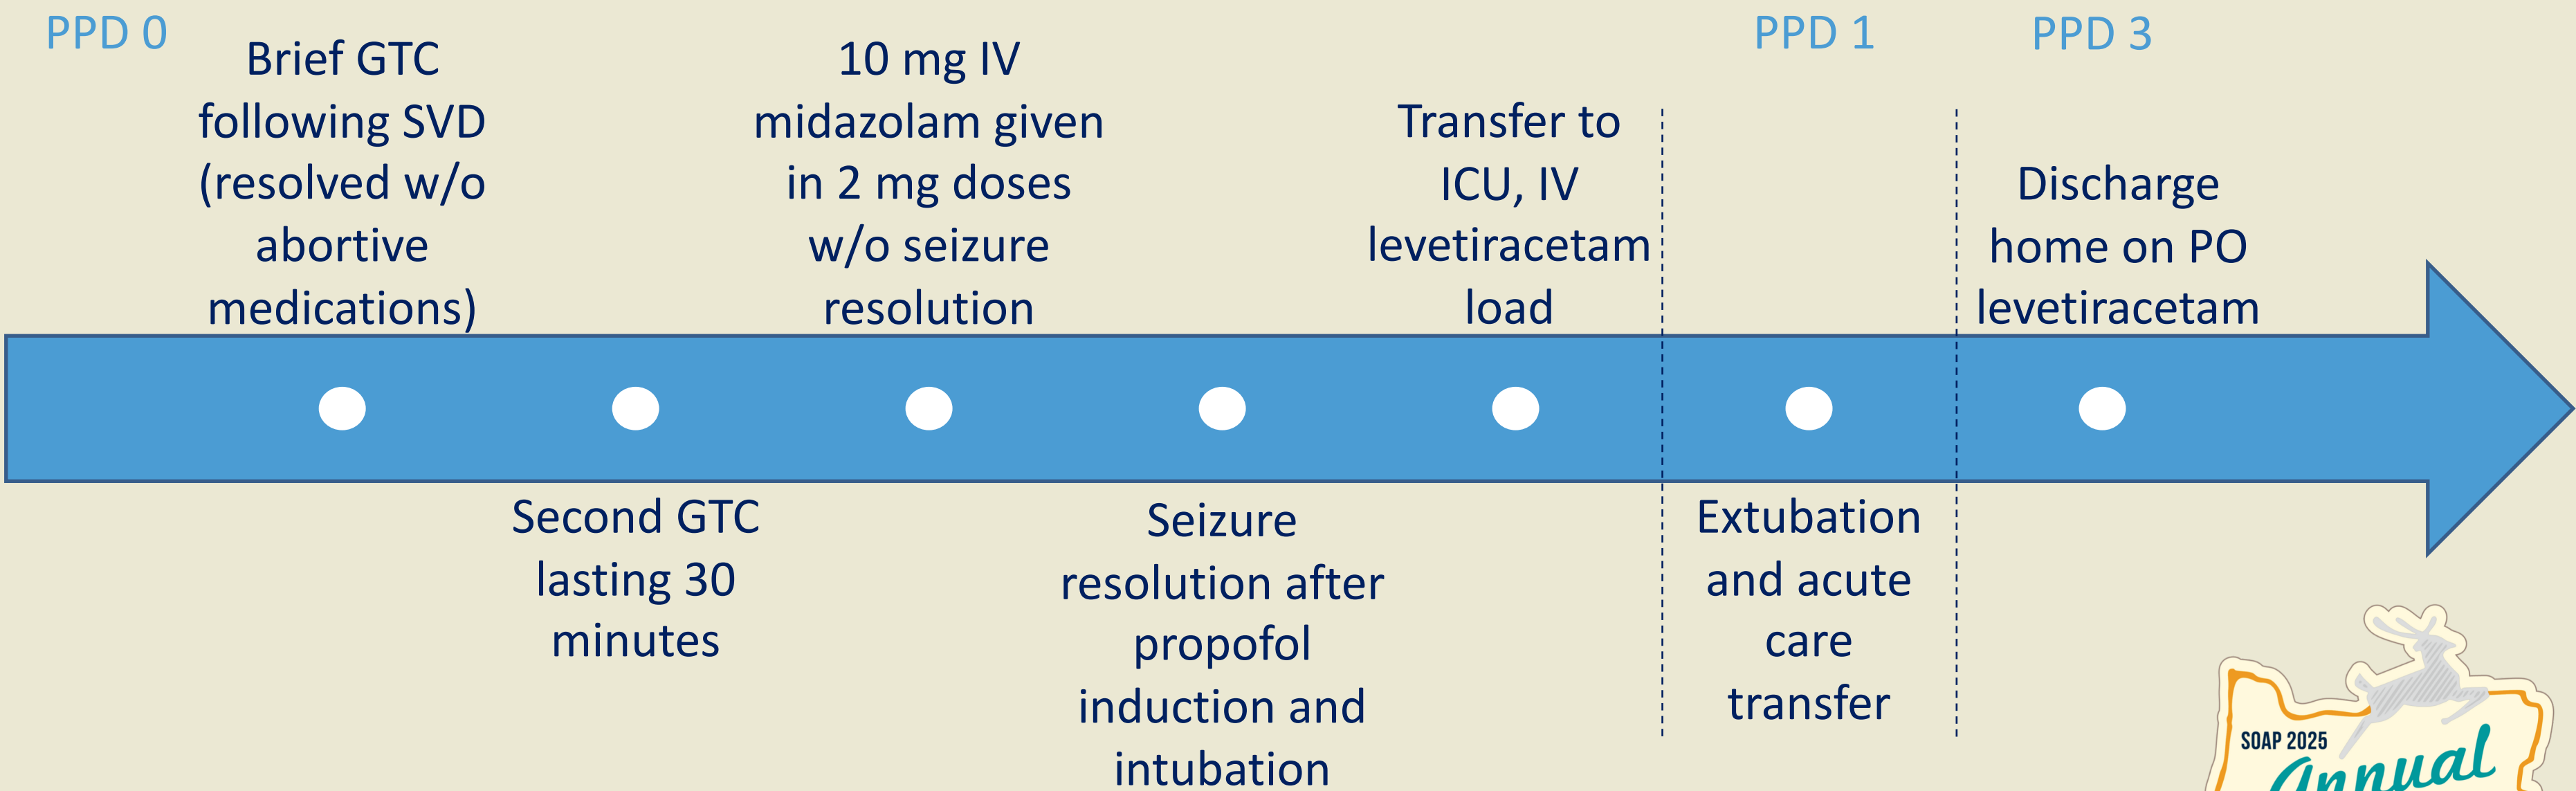 PPD 0
Brief GTC
following SVD
(resolved w/o
abortive
medications)
Second GTC
lasting 30
minutes
10 mg IV
midazolam given
in 2 mg doses
w/o seizure
resolution
Seizure
resolution after
propofol
induction and
intubation
Transfer to
ICU, IV
levetiracetam
load
PPD 1
Extubation
and acute
care
transfer
PPD 3
Discharge
home on PO
levetiracetam
SOAP 2025
Annual